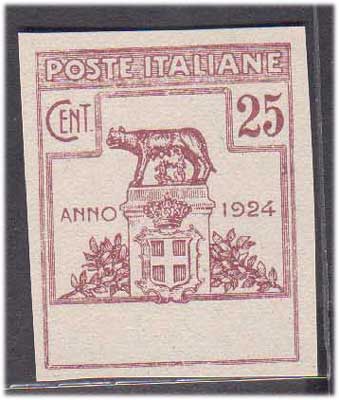 POSTE ITALIANE
CENT. 25
ANNO 1924